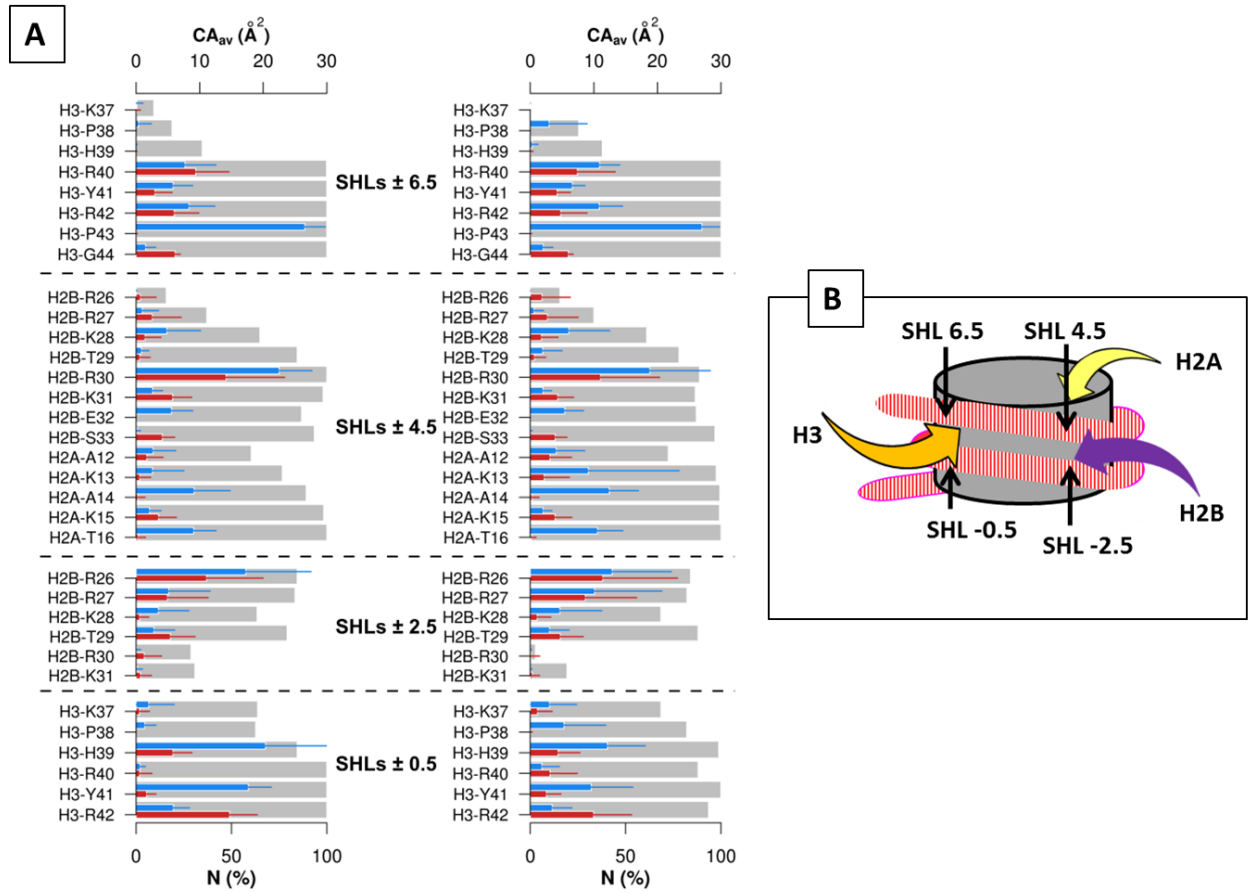 A
CAav (Å2)
CAav (Å2)
0 10 20 30
0 10 20 30
H3-K37
H3-P38
H3-H39
H3-R40
H3-Y41
H3-R42
H3-P43
H3-G44
SHLs ± 6.5
H3-K37
H3-P38
H3-H39
H3-R40
H3-Y41
H3-R42
H3-P43
H3-G44
H2B-R26
H2B-R27
H2B-K28
H2B-T29
H2B-R30
H2B-K31
H2B-E32
H2B-S33
H2A-A12
H2A-K13
H2A-A14
H2A-K15
H2A-T16
SHLs ± 4.5
H2B-R26
H2B-R27
H2B-K28
H2B-T29
H2B-R30
H2B-K31
H2B-E32
H2B-S33
H2A-A12
H2A-K13
H2A-A14
H2A-K15
H2A-T16
H2B-R26
H2B-R27
H2B-K28
H2B-T29
H2B-R30
H2B-K31
SHLs ± 2.5
H2B-R26
H2B-R27
H2B-K28
H2B-T29
H2B-R30
H2B-K31
H3-K37
H3-P38
H3-H39
H3-R40
H3-Y41
H3-R42
SHLs ± 0.5
H3-K37
H3-P38
H3-H39
H3-R40
H3-Y41
H3-R42
0 50 100
0 50 100
N (%)
N (%)
B
SHL 6.5
SHL 4.5
H2A
H3
H2B
SHL -0.5
SHL -2.5